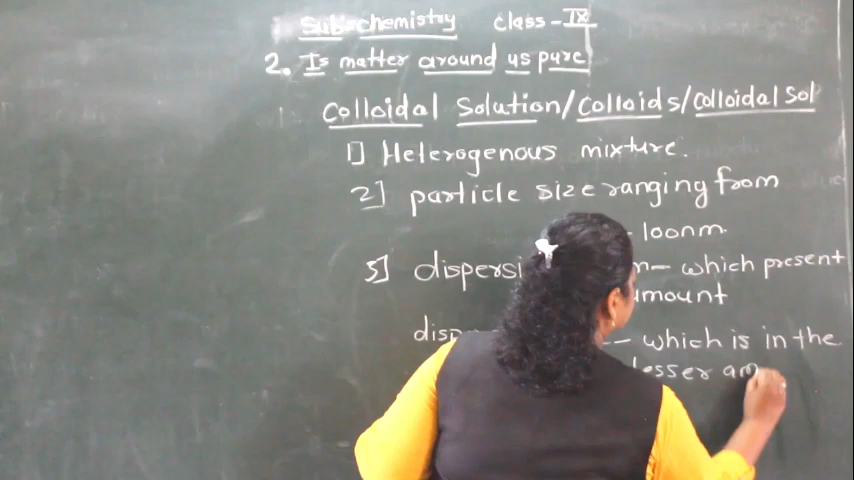 Sub-chemistry class-IX
2. Is matter around us pure
Colloidal Solution/Colloids/Colloidal Sol
1] Heterogenous mixture.
2] particle size ranging from
- 100nm.
3] dispersi n- which present
amount
disp -- which is in the
lesser am